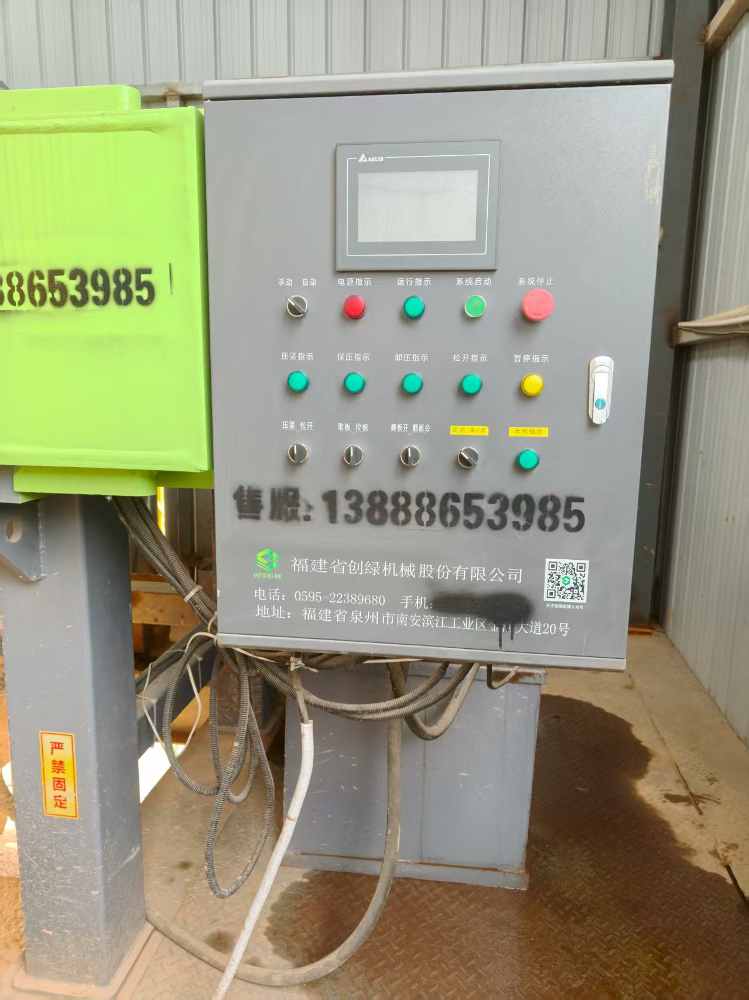 DELTA
手动 自动 电源指示 运行指示 系统启动 系统停止
压紧指示 保压指示 卸压指示 松开指示 暂停指示
压紧 松开 取板 拉板 翻板开 翻板合 反吹 关/开 反吹指示
88653985
售服:13888653985
创绿机械
福建省创绿机械股份有限公司
关注创绿机械公众号
电话：0595-22389680 手机：
地址：福建省泉州市南安滨江工业区金 大道20号
严禁固定